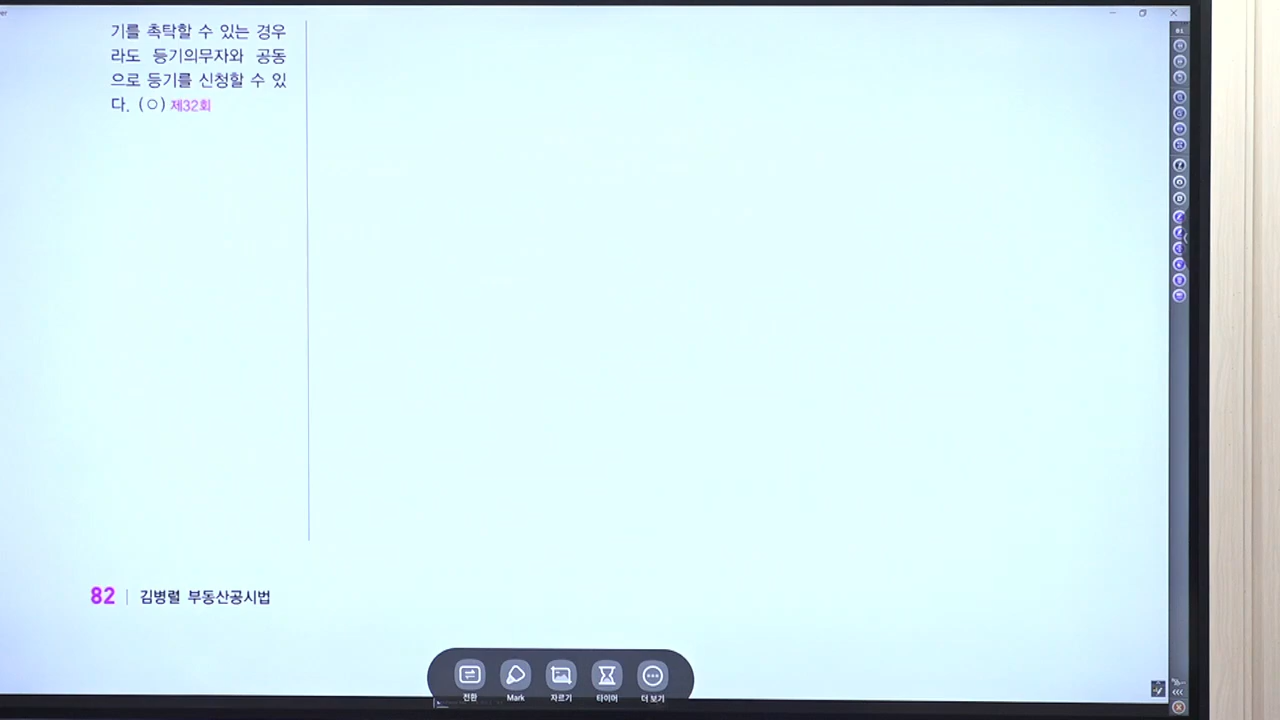 기를 촉탁할 수 있는 경우
라도 등기의무자와 공동
으로 등기를 신청할 수 있
다. (○) 제32회
82 | 김병렬 부동산공시법
전환 Mark 자르기 타이머 더 보기